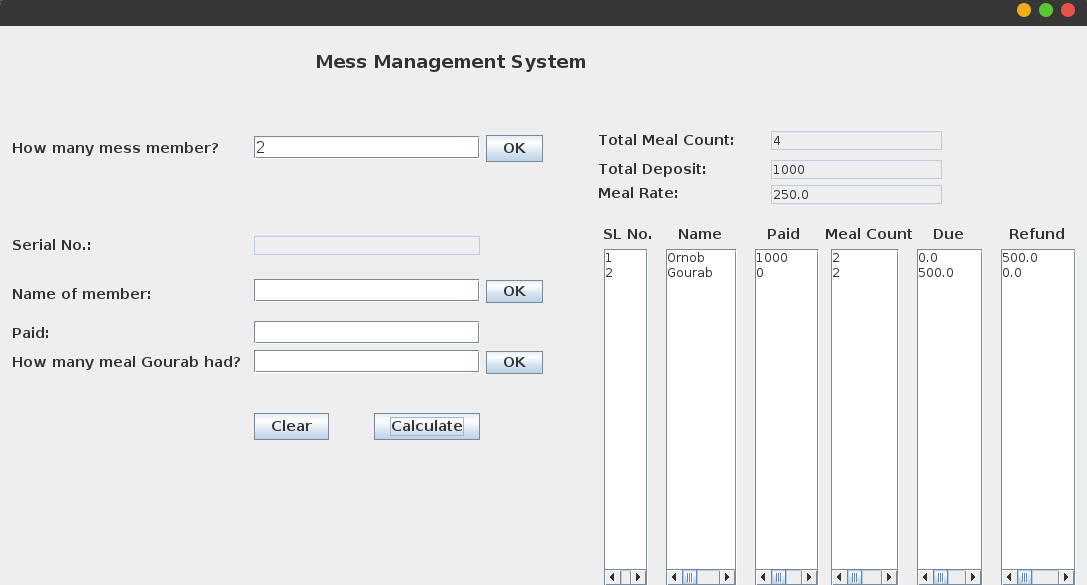 Mess Management System
How many mess member? 2 OK
Serial No.:
Name of member: OK
Paid:
How many meal Gourab had? OK
Clear Calculate
Total Meal Count: 4
Total Deposit: 1000
Meal Rate: 250.0
SL No. Name Paid Meal Count Due Refund
1 Ornob 1000 2 0.0 500.0
2 Gourab 0 2 500.0 0.0